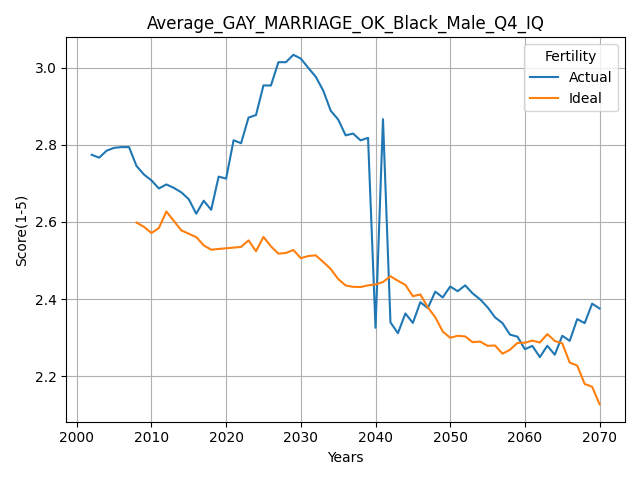 Average_GAY_MARRIAGE_OK_Black_Male_Q4_IQ
Fertility
Actual
Ideal
Score(1-5)
3.0
2.8
2.6
2.4
2.2
2000 2010 2020 2030 2040 2050 2060 2070
Years